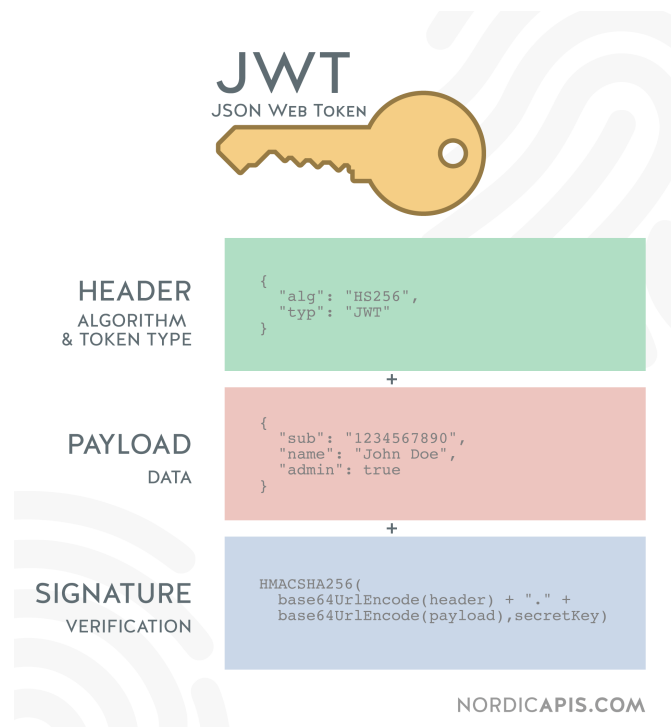 JWT
JSON Web Token
HEADER
ALGORITHM
& TOKEN TYPE
{
"alg": "HS256",
"typ": "JWT"
}
+
PAYLOAD
DATA
{
"sub": "1234567890",
"name": "John Doe",
"admin": true
}
+
SIGNATURE
VERIFICATION
HMACSHA256(
base64UrlEncode(header) + "." +
base64UrlEncode(payload),secretKey)
NORDICAPIS.COM